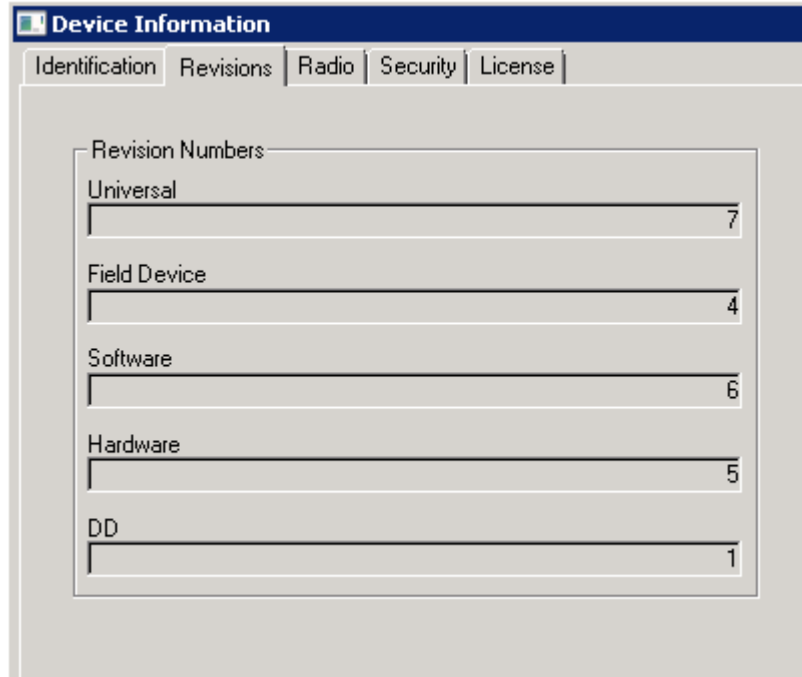 Device Information
Identification Revisions Radio Security License
Revision Numbers
Universal
7
Field Device
4
Software
6
Hardware
5
DD
1